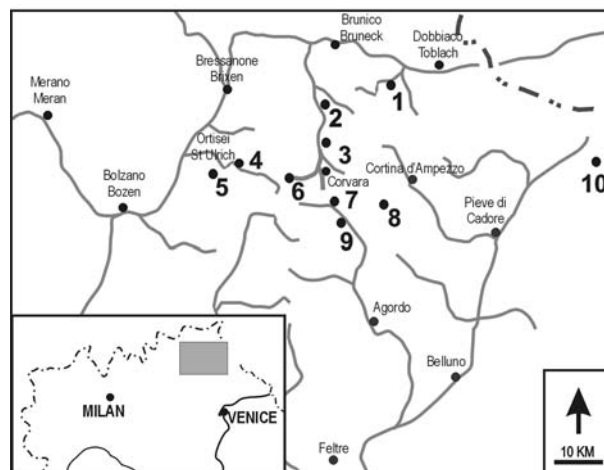 Brunico
Bruneck
Dobbiaco
Toblach
Bressanone
Brixen
Merano
Meran
1
2
Ortisei
St Ulrich
4
3
5
6
Corvara
Cortina d'Ampezzo
10
Bolzano
Bozen
7
8
Pieve di
Cadore
9
Agordo
Belluno
MILAN
VENICE
Feltre
10 KM